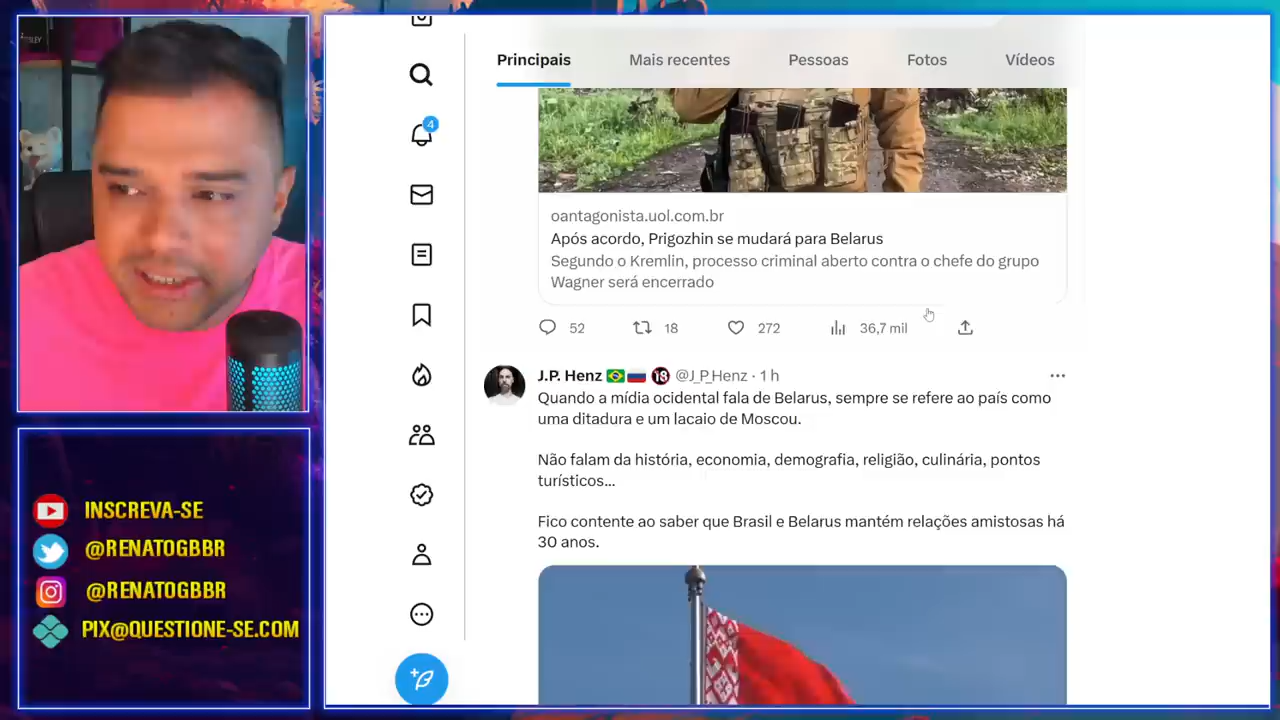 Principais
Mais recentes
Pessoas
Fotos
Vídeos
4
oantagonista.uol.com.br
Após acordo, Prigozhin se mudará para Belarus
Segundo o Kremlin, processo criminal aberto contra o chefe do grupo
Wagner será encerrado
52
18
272
36,7 mil
J.P. Henz 🇧🇷🇷🇺🔞 @J_P_Henz · 1 h
Quando a mídia ocidental fala de Belarus, sempre se refere ao país como
uma ditadura e um lacaio de Moscou.
Não falam da história, economia, demografia, religião, culinária, pontos
turísticos...
Fico contente ao saber que Brasil e Belarus mantém relações amistosas há
30 anos.
INSCREVA-SE
@RENATOGBBR
@RENATOGBBR
PIX@QUESTIONE-SE.COM